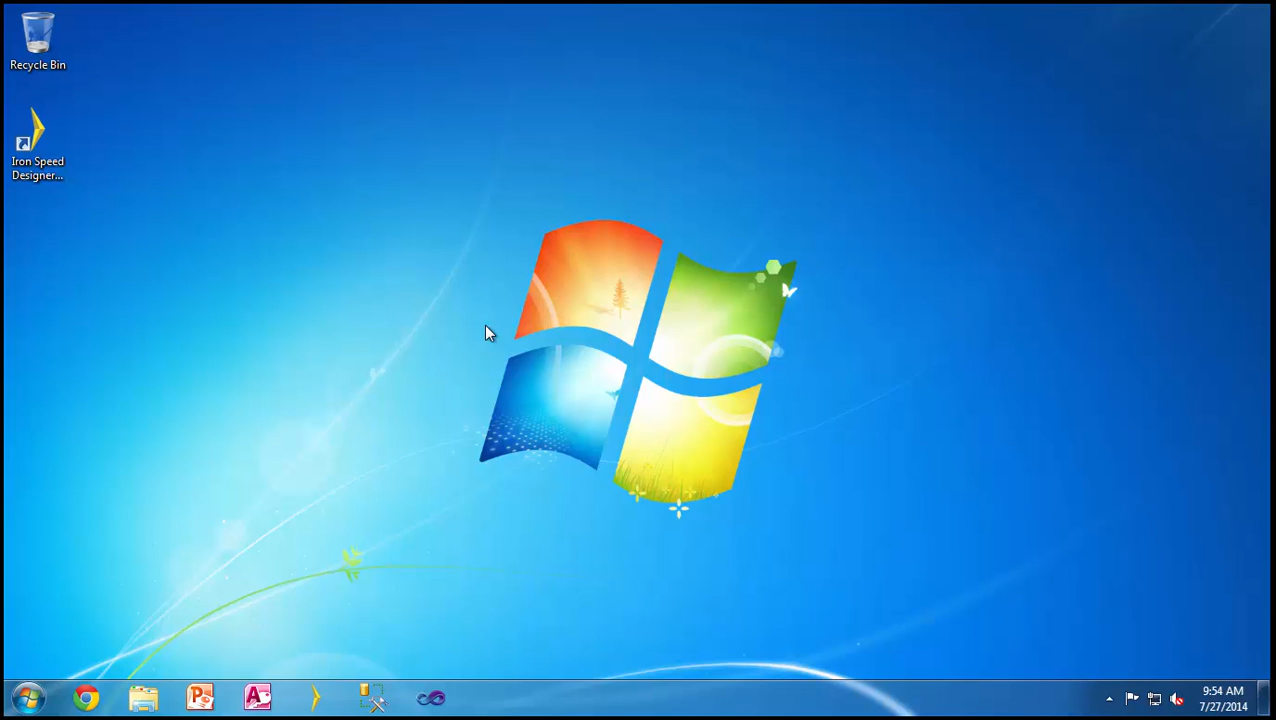 Recycle Bin
Iron Speed
Designer...
P
A
9:54 AM
7/27/2014